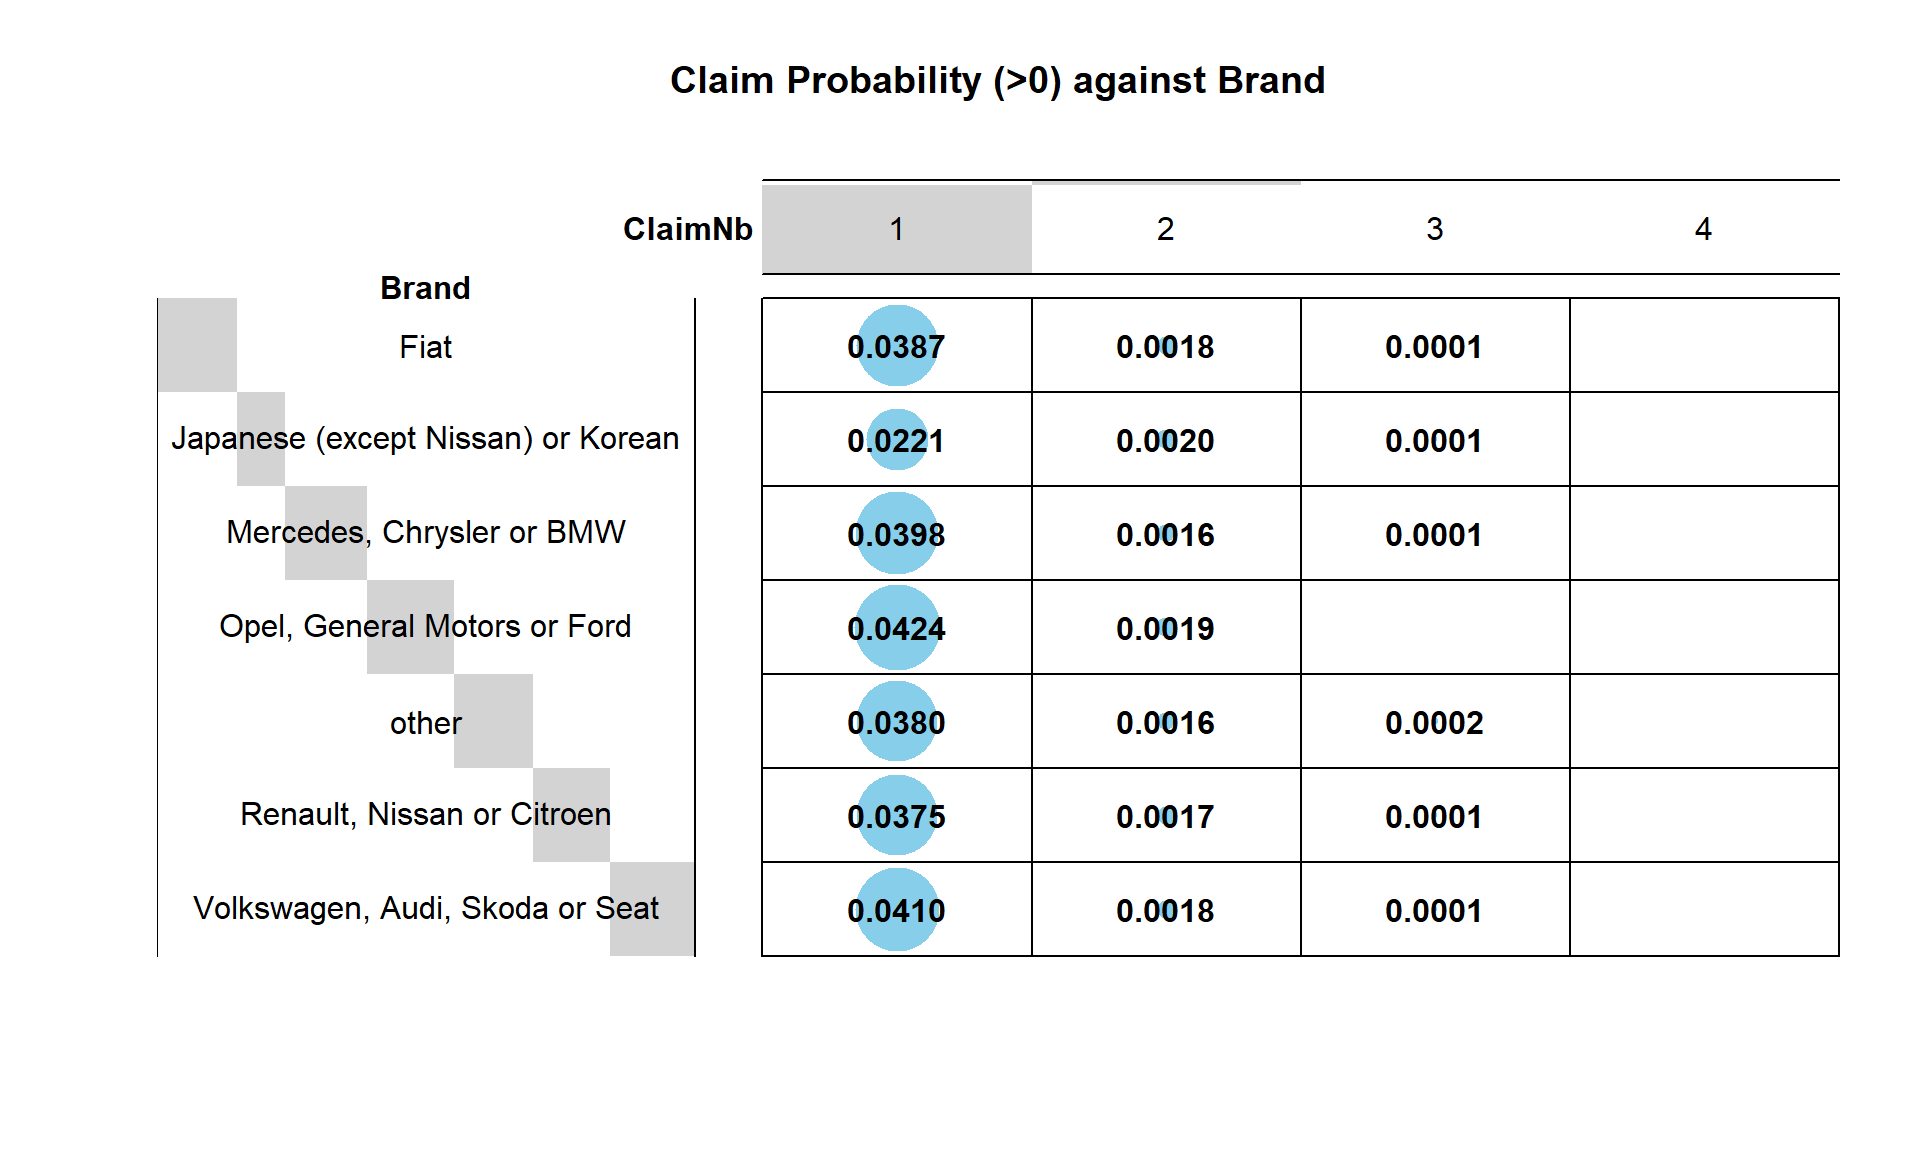 Claim Probability (>0) against Brand
ClaimNb 1 2 3 4
Brand
Fiat 0.0387 0.0018 0.0001
Japanese (except Nissan) or Korean 0.0221 0.0020 0.0001
Mercedes, Chrysler or BMW 0.0398 0.0016 0.0001
Opel, General Motors or Ford 0.0424 0.0019
other 0.0380 0.0016 0.0002
Renault, Nissan or Citroen 0.0375 0.0017 0.0001
Volkswagen, Audi, Skoda or Seat 0.0410 0.0018 0.0001